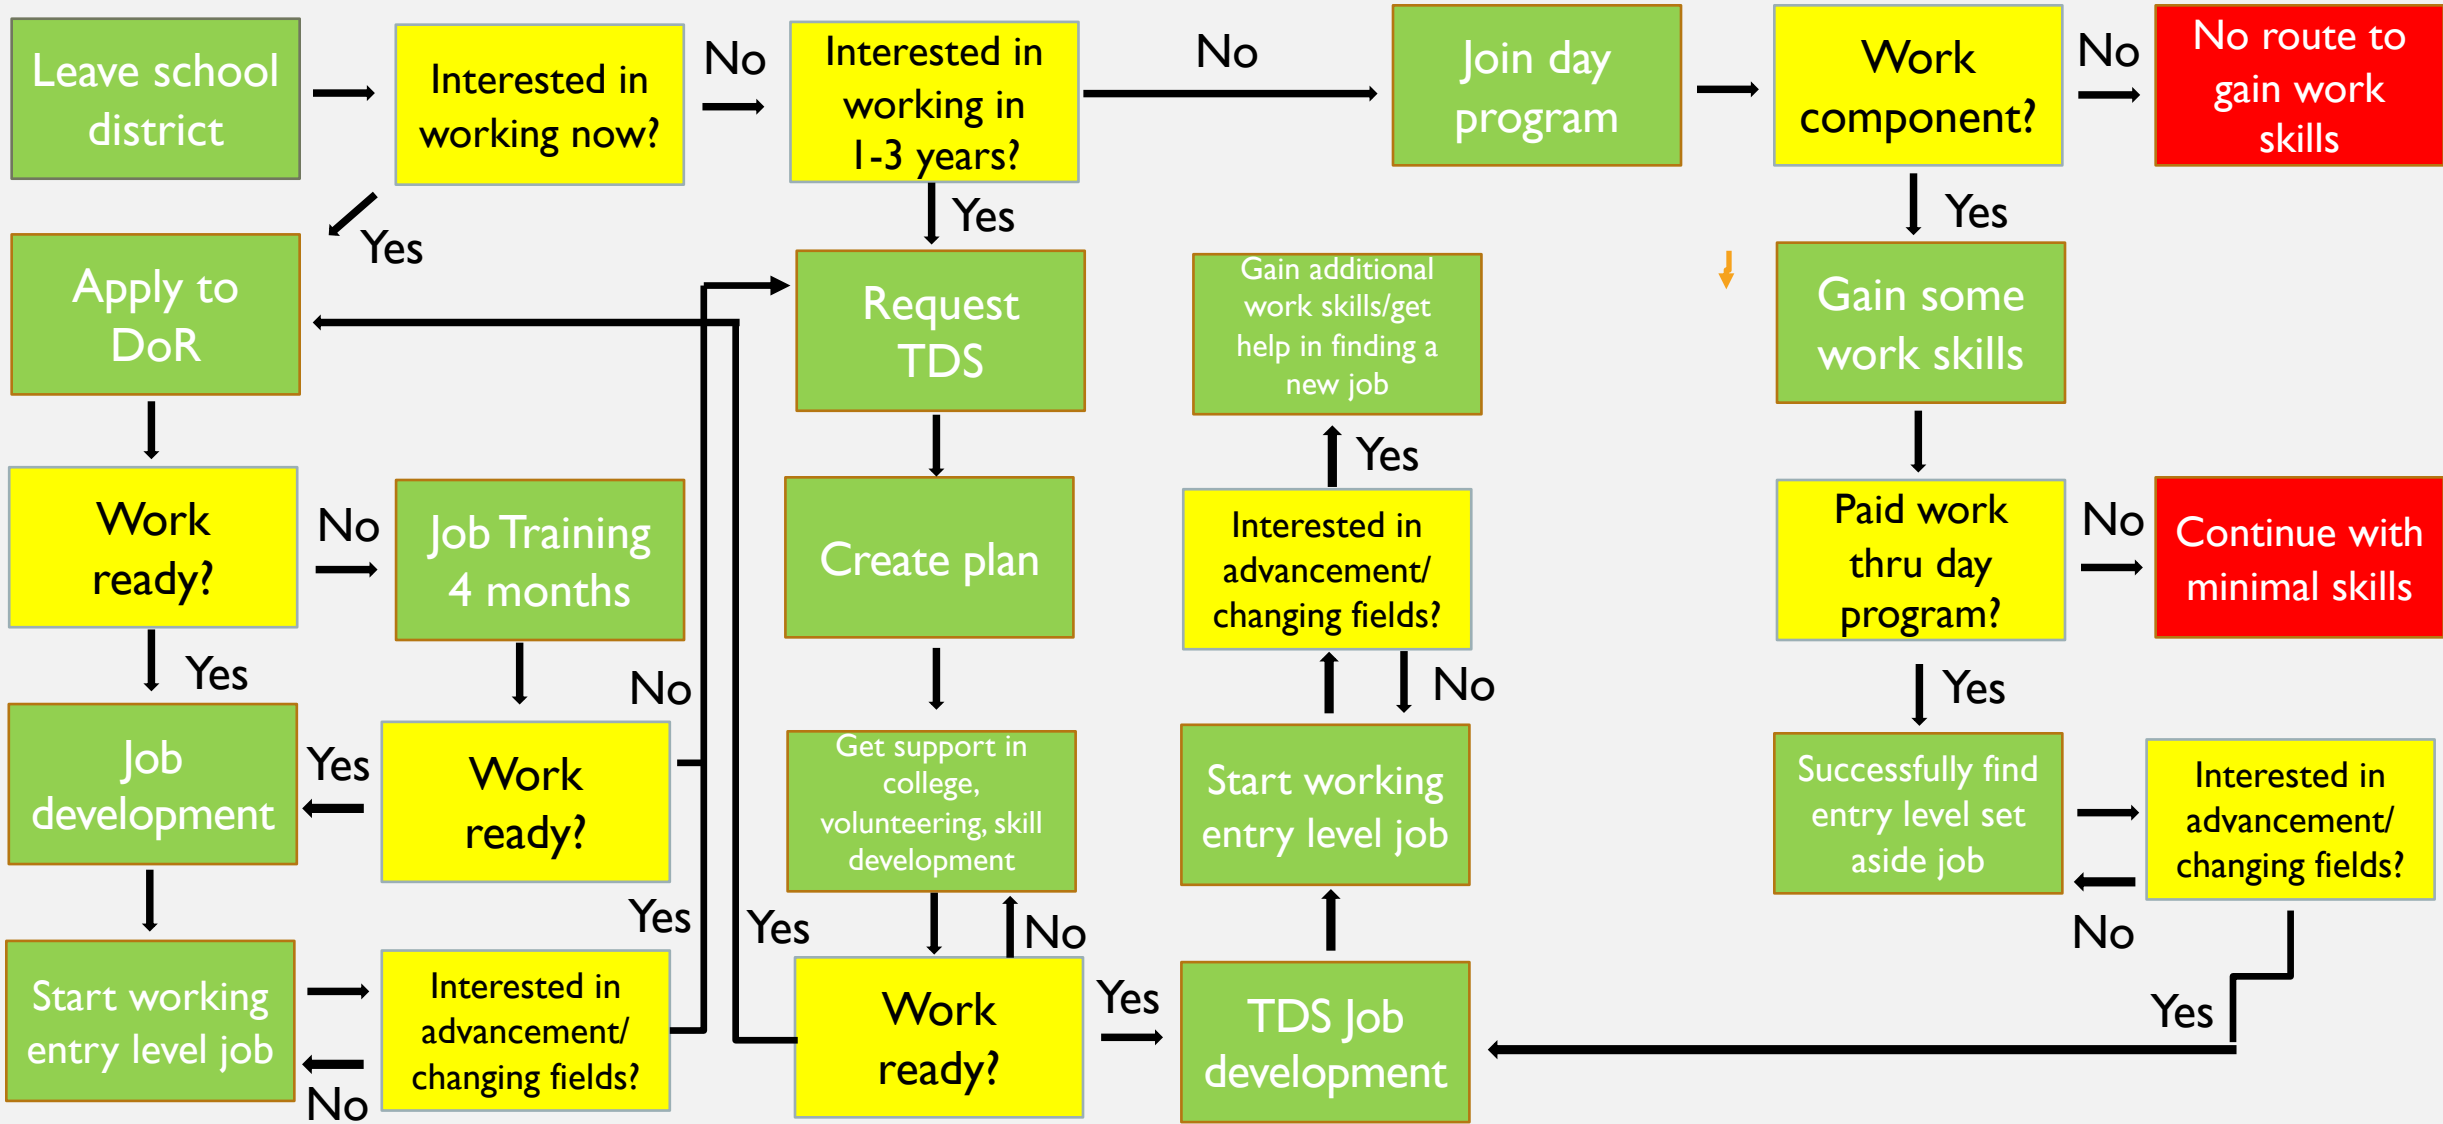 Leave school
district
Interested in
working now?
No
Interested in
working in
1-3 years?
No
Join day
program
Work
component?
No
No route to
gain work
skills
Yes
Yes
Yes
Apply to
DoR
Request
TDS
Gain additional
work skills/get
help in finding a
new job
Gain some
work skills
Yes
Work
ready?
No
Job Training
4 months
Create plan
Interested in
advancement/
changing fields?
Paid work
thru day
program?
No
Continue with
minimal skills
Yes
No
No
Yes
Job
development
Yes
Work
ready?
Get support in
college,
volunteering, skill
development
Start working
entry level job
Successfully find
entry level set
aside job
Interested in
advancement/
changing fields?
Yes
Yes
No
No
Start working
entry level job
Interested in
advancement/
changing fields?
No
Work
ready?
Yes
TDS Job
development
Yes